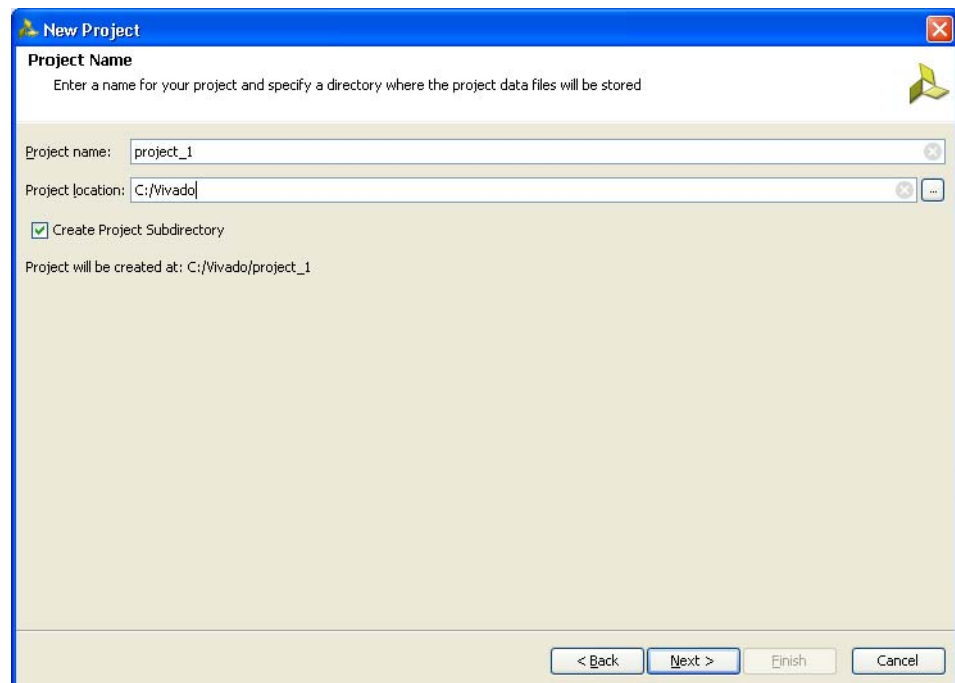 New Project
Project Name
Enter a name for your project and specify a directory where the project data files will be stored
Project name: project_1
Project location: C:/Vivado ...
Create Project Subdirectory
Project will be created at: C:/Vivado/project_1
< Back Next > Finish Cancel